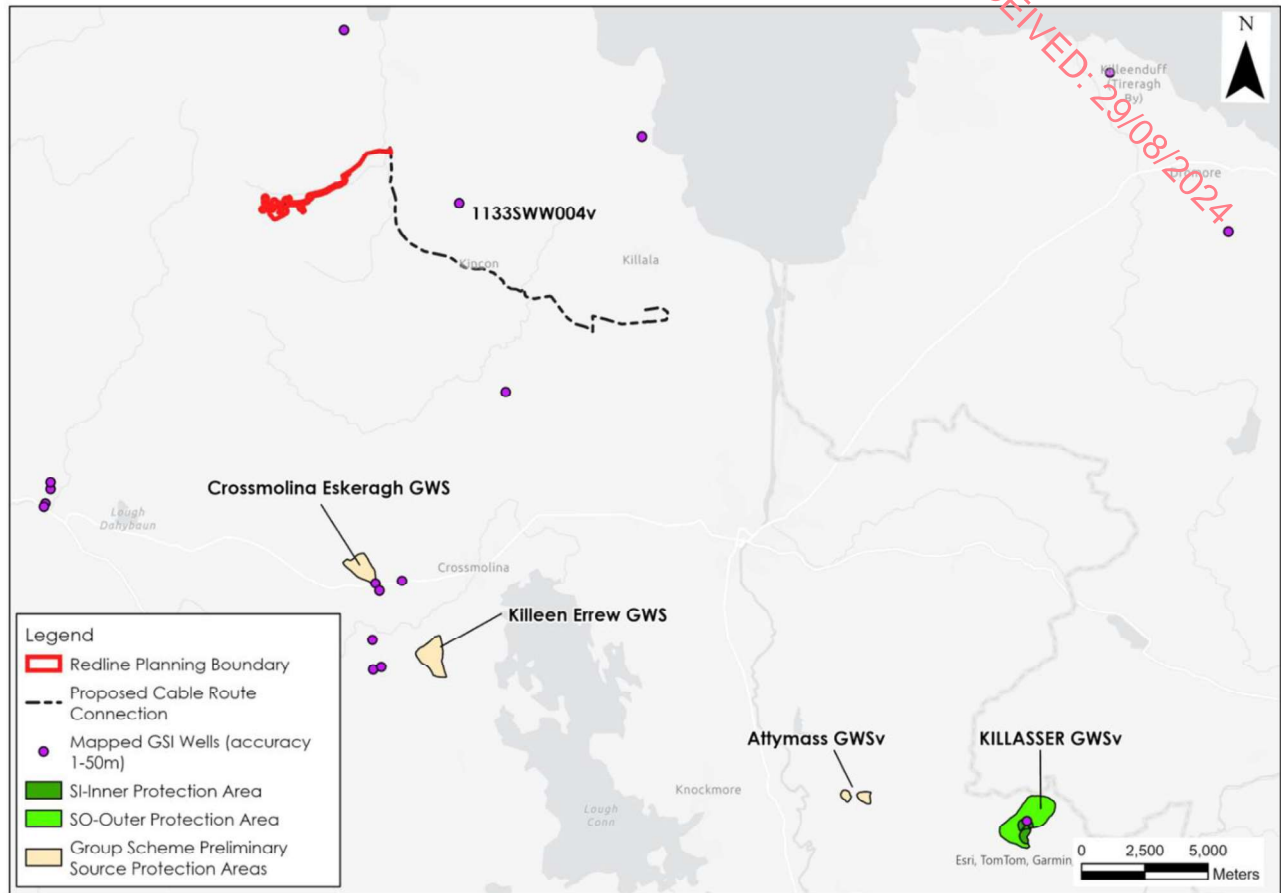 CEIVED: 29/08/2024
N
Killeenduff
(Tireragh
By)
Dromore
1133SWW004v
Kincon
Killala
Crossmolina Eskeragh GWS
Lough
Dahybaun
Crossmolina
Killeen Errew GWS
Attymass GWSv
KILLASSER GWSv
Knockmore
Lough
Conn
Legend
Redline Planning Boundary
Proposed Cable Route
Connection
Mapped GSI Wells (accuracy
1-50m)
SI-Inner Protection Area
SO-Outer Protection Area
Group Scheme Preliminary
Source Protection Areas
0 2,500 5,000
Meters
Esri, TomTom, Garmin,